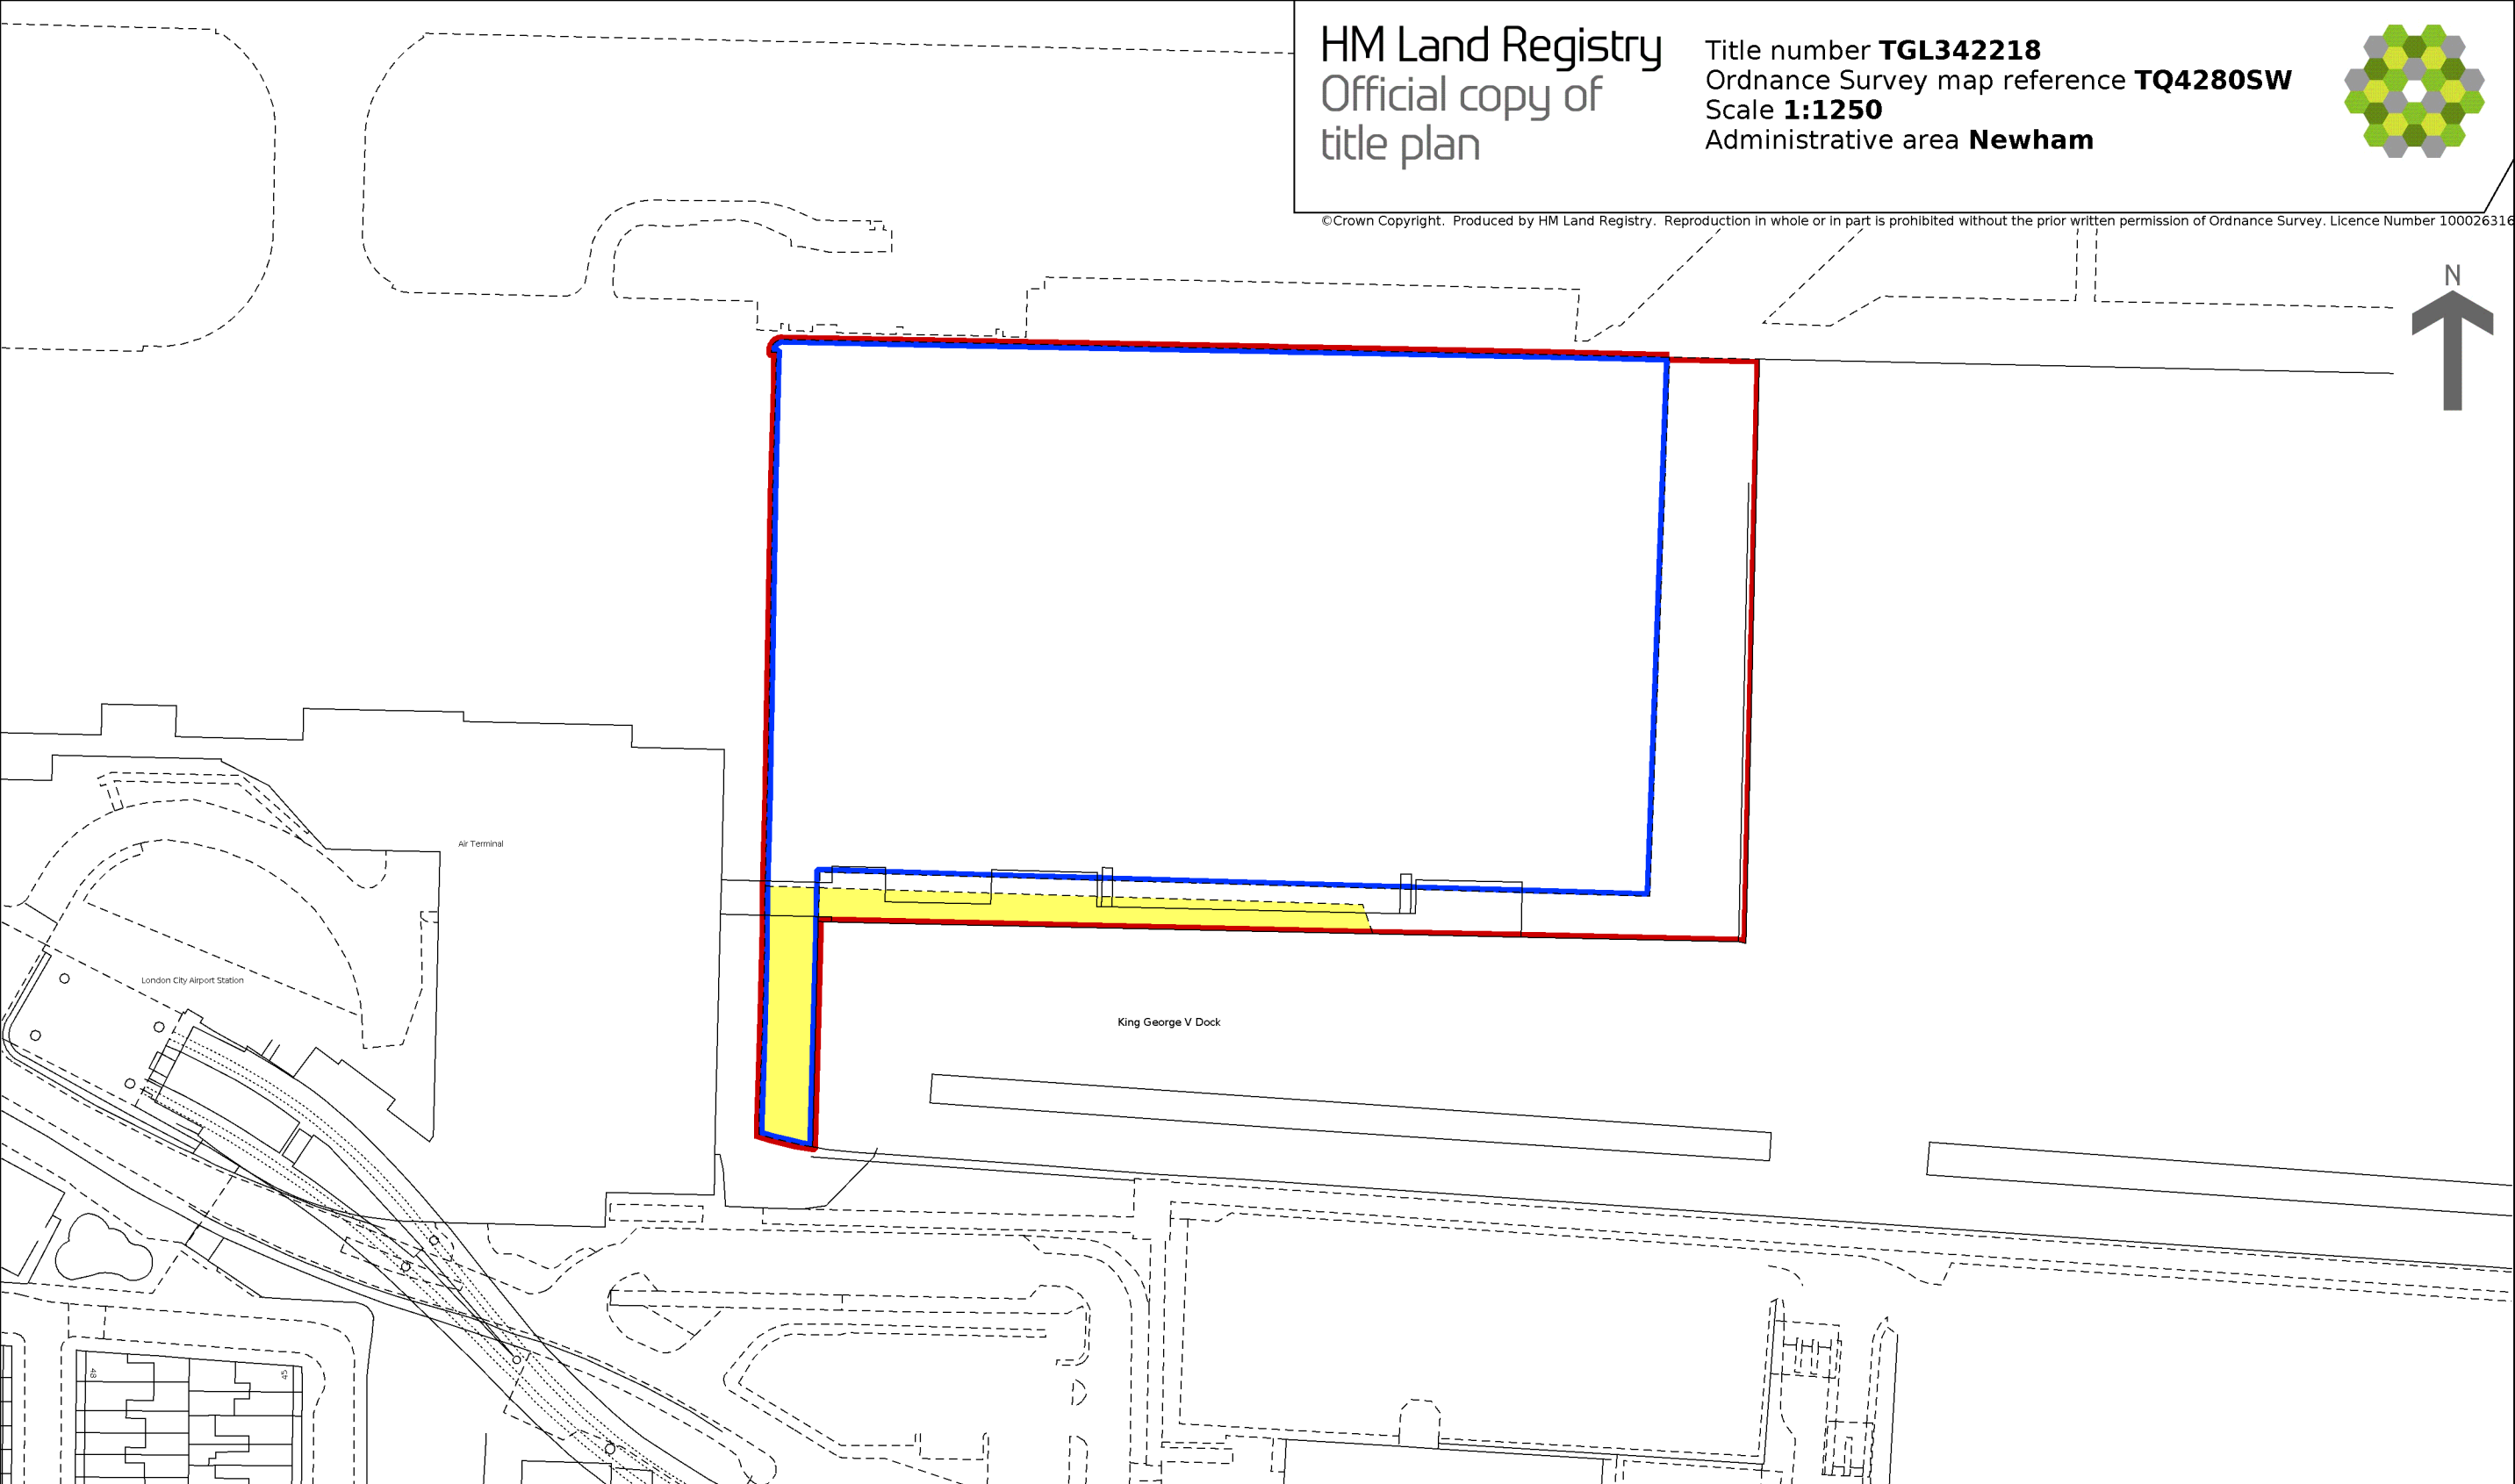 HM Land Registry
Official copy of
title plan
Title number TGL342218
Ordnance Survey map reference TQ4280SW
Scale 1:1250
Administrative area Newham
©Crown Copyright. Produced by HM Land Registry. Reproduction in whole or in part is prohibited without the prior written permission of Ordnance Survey. Licence Number 100026316
N
Air Terminal
London City Airport Station
King George V Dock
48
45